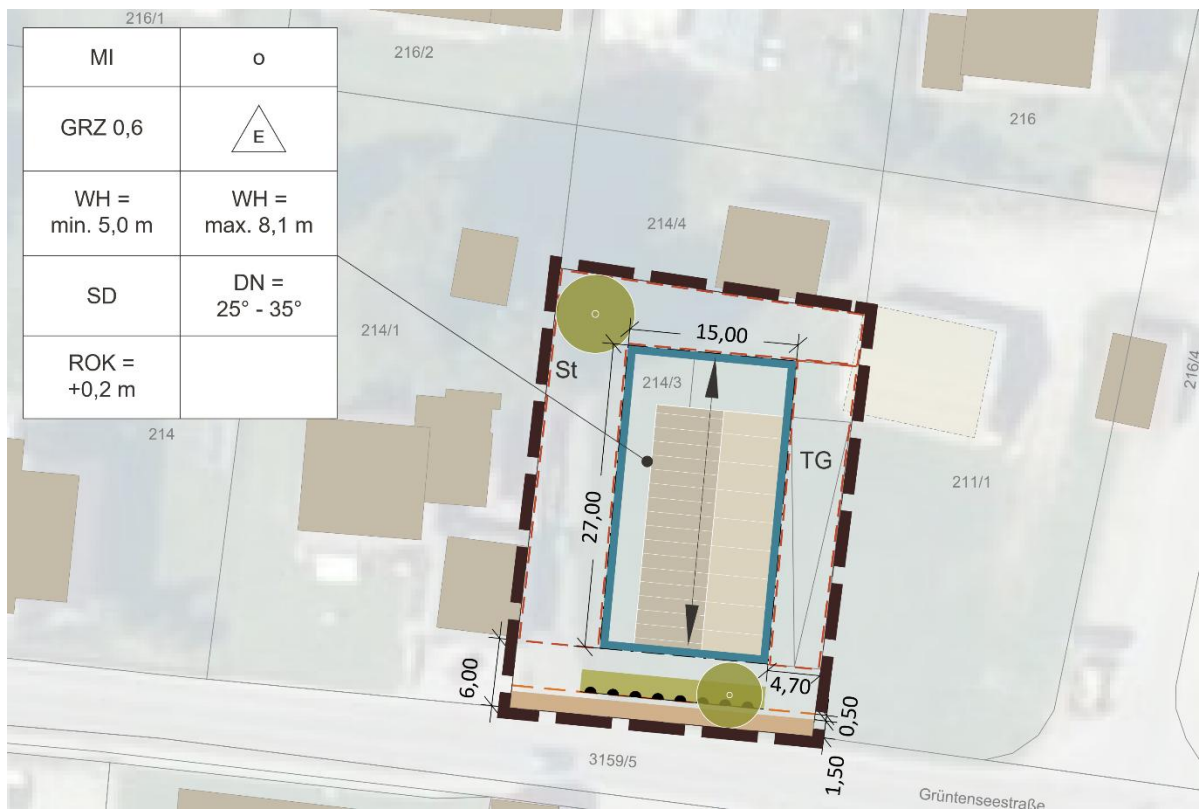 216/1
216/2
MI
o
GRZ 0,6
E
WH =
min. 5,0 m
WH =
max. 8,1 m
SD
DN =
25° - 35°
ROK =
+0,2 m
216
214/4
216/4
214/1
15,00
St
214/3
214
TG
211/1
27,00
6,00
4,70
0,50
1,50
3159/5
Grüntenseestraße